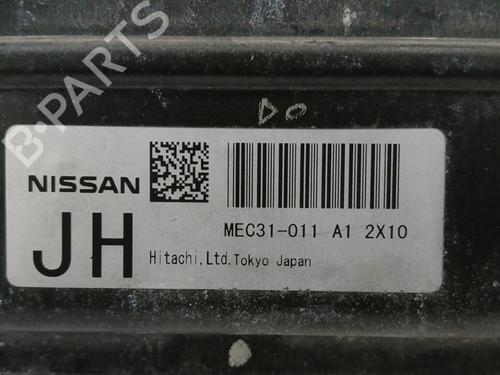 B-PARTS
DO
NISSAN
JH
MEC31-011 A1 2X10
Hitachi,Ltd.Tokyo Japan